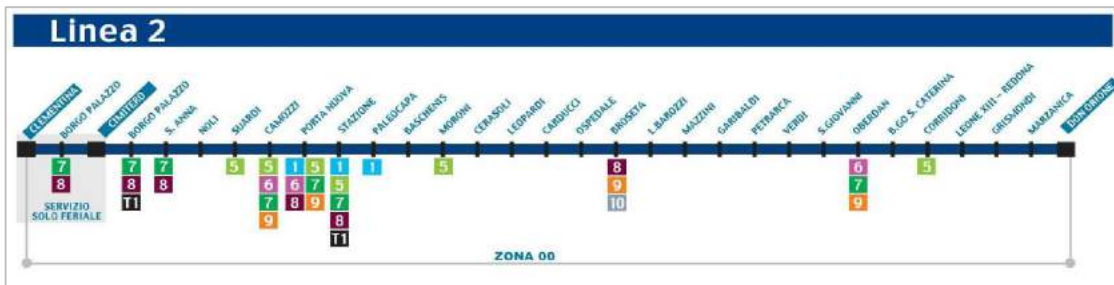 Linea 2
CLEMENTINA
BORGO PALAZZO
CIMITERO
BORGO PALAZZO
S. ANNA
NOLI
SUARDI
CAMOZZI
PORTA NUOVA
STAZIONE
PALEOCAPA
BASCHENIS
MORONI
CERASOLI
LEOPARDI
CARDUCCI
OSPEDALE
BROSETA
L.BAROZZI
MAZZINI
GARIBALDI
PETRARCA
VERDI
S.GIOVANNI
OBERDAN
B.GO S. CATERINA
CORRIDONI
LEONE XIII - REDONA
GRISMONDI
MARZANICA
DON ORIONE
7 7 7 5 5 1 5 1 1 5 8 6 5
8 8 8 6 6 7 5 9 7
T1 7 8 9 7 10 9
9 8
T1
SERVIZIO
SOLO FERIALE
ZONA 00